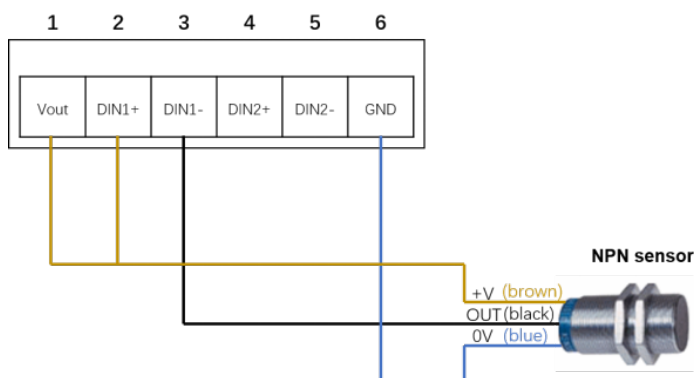 1 2 3 4 5 6
Vout DIN1+ DIN1- DIN2+ DIN2- GND
NPN sensor
+V (brown)
OUT(black)
0V (blue)